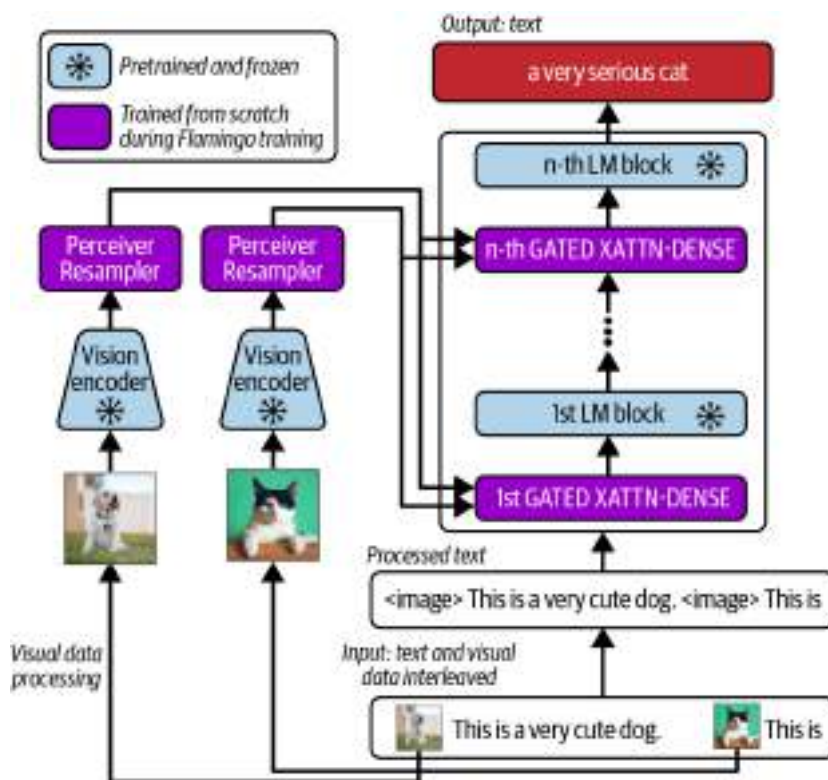 Output: text
a very serious cat
Pretrained and frozen
Trained from scratch
during Flamingo training
n-th LM block
n-th GATED XATTN-DENSE
Perceiver
Resampler
Perceiver
Resampler
Vision
encoder
Vision
encoder
1st LM block
1st GATED XATTN-DENSE
Processed text
<image> This is a very cute dog. <image> This is
Visual data
processing
Input: text and visual
data interleaved
This is a very cute dog. This is